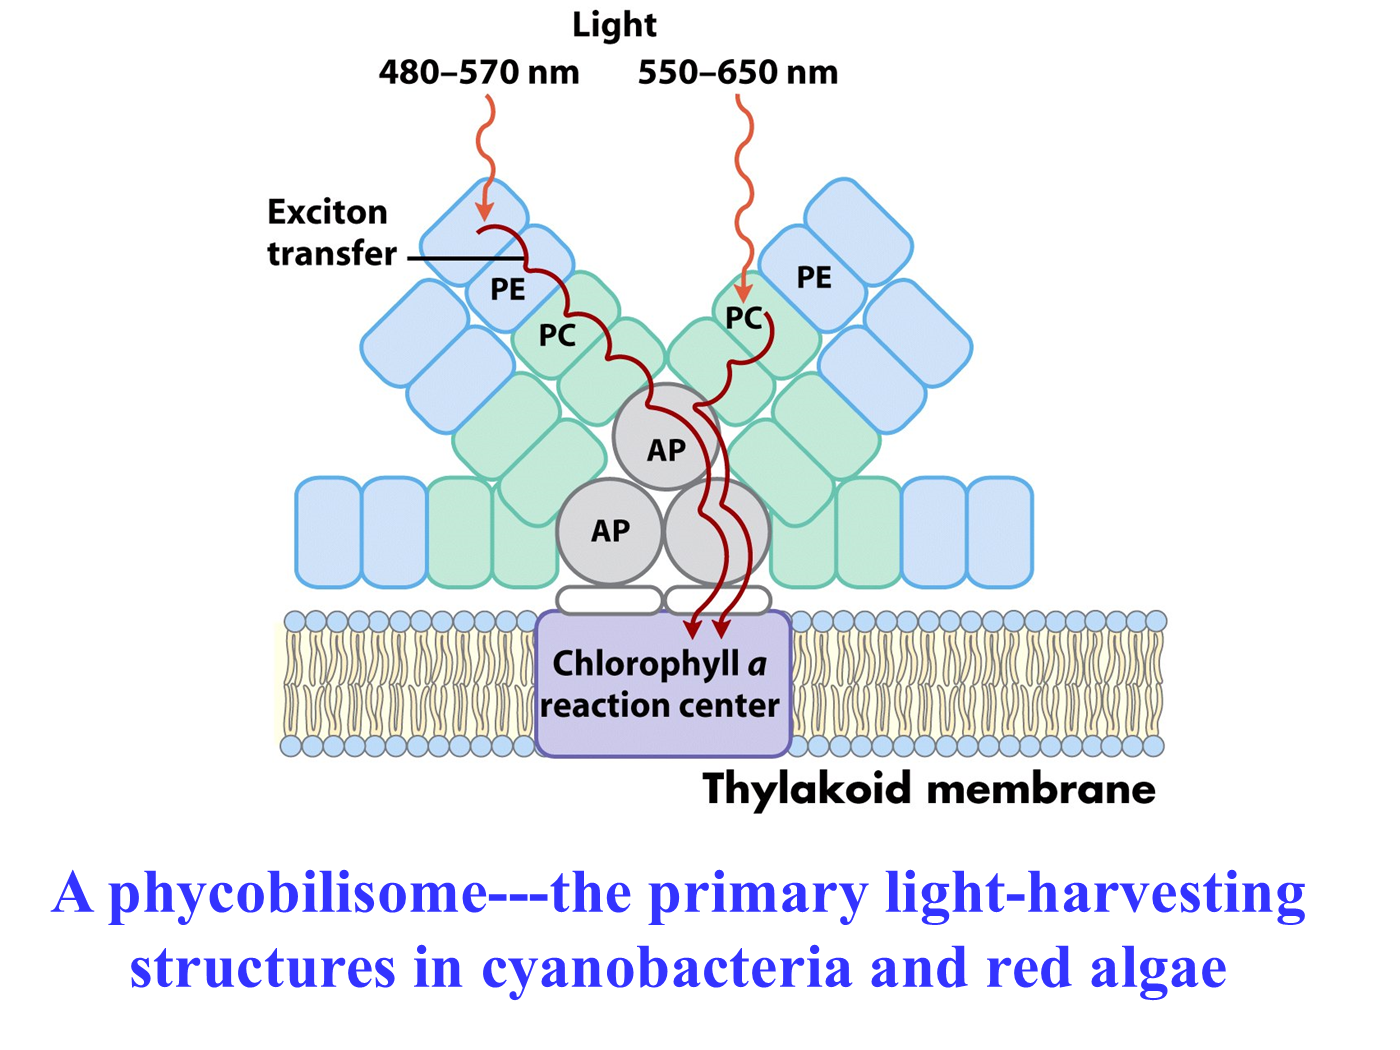 Light
480–570 nm
550–650 nm
Exciton
transfer
PE
PE
PC
PC
AP
AP
Chlorophyll a
reaction center
Thylakoid membrane
A phycobilisome---the primary light-harvesting
structures in cyanobacteria and red algae